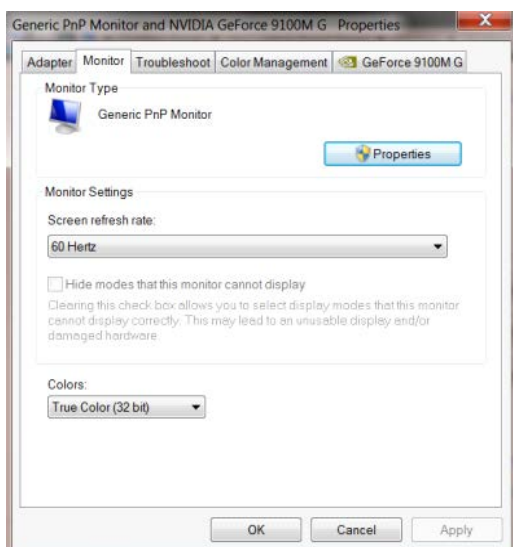 Generic PnP Monitor and NVIDIA GeForce 9100M G Properties
Adapter Monitor Troubleshoot Color Management GeForce 9100M G
Monitor Type
Generic PnP Monitor
Properties
Monitor Settings
Screen refresh rate:
60 Hertz
Hide modes that this monitor cannot display
Clearing this check box allows you to select display modes that this monitor
cannot display correctly. This may lead to an unusable display and/or
damaged hardware.
Colors:
True Color (32 bit)
OK Cancel Apply